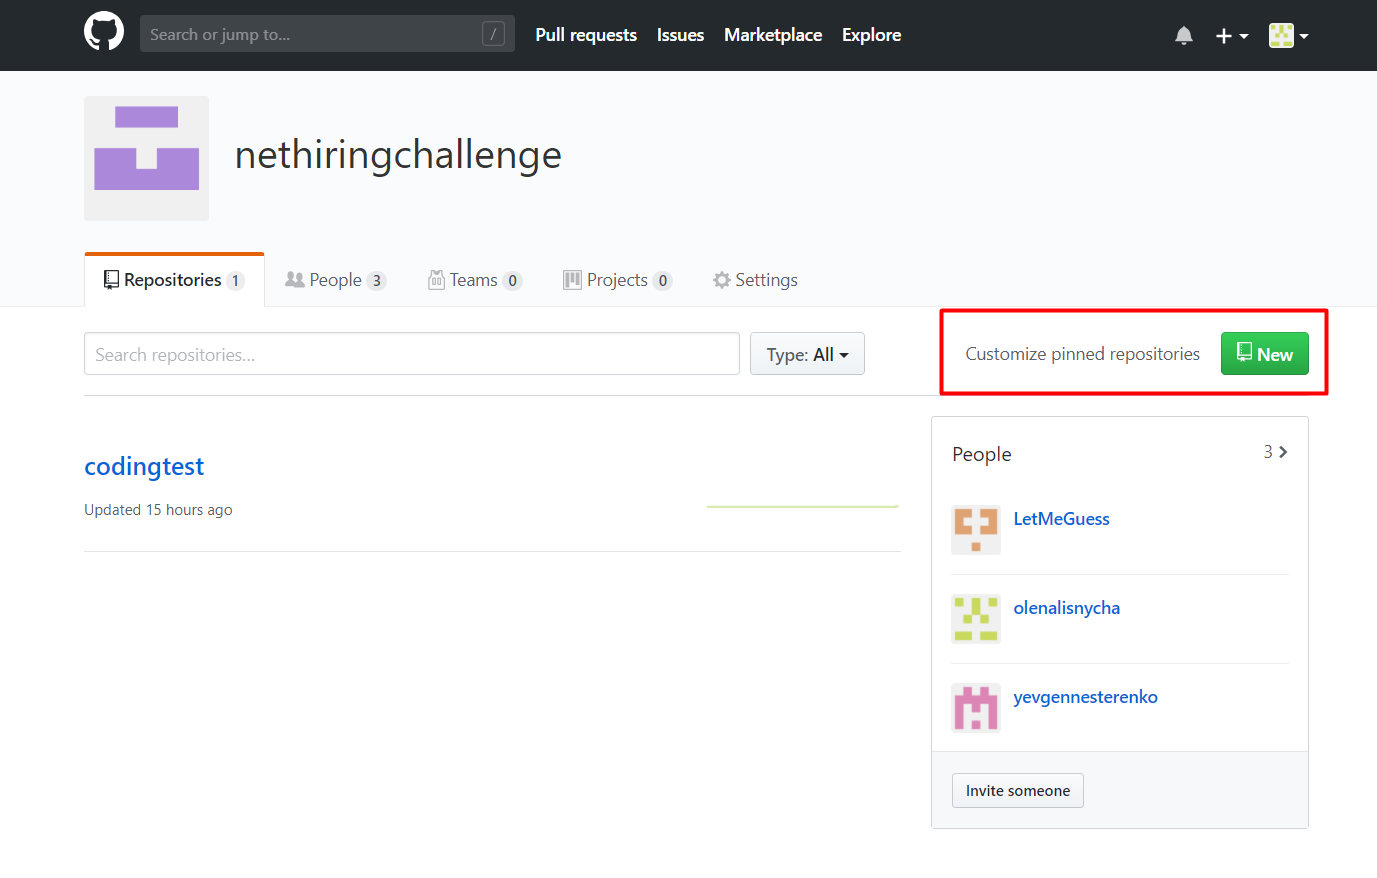 Search or jump to... / Pull requests Issues Marketplace Explore
nethiringchallenge
Repositories 1 People 3 Teams 0 Projects 0 Settings
Search repositories... Type: All Customize pinned repositories New
codingtest
Updated 15 hours ago
People 3
LetMeGuess
olenalisnycha
yevgennesterenko
Invite someone